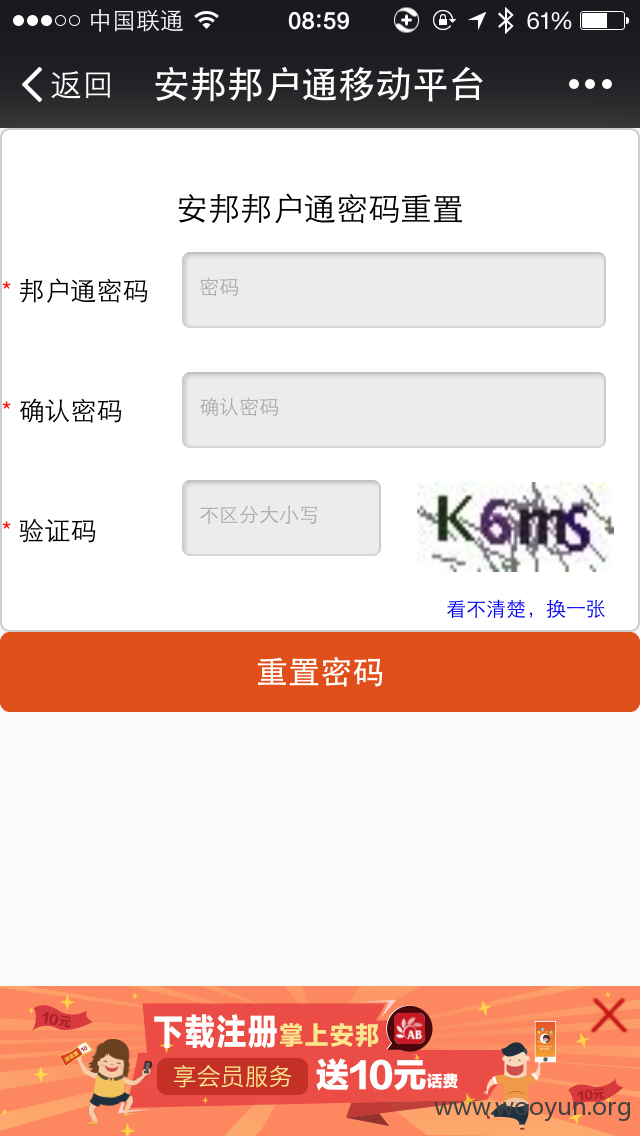 中国联通 08:59 61%
返回 安邦邦户通移动平台
安邦邦户通密码重置
* 邦户通密码 密码
* 确认密码 确认密码
* 验证码 不区分大小写 K6ms
看不清楚，换一张
重置密码
下载注册掌上安邦 AB
享会员服务 送10元话费
10元
10元
www.wooyun.org